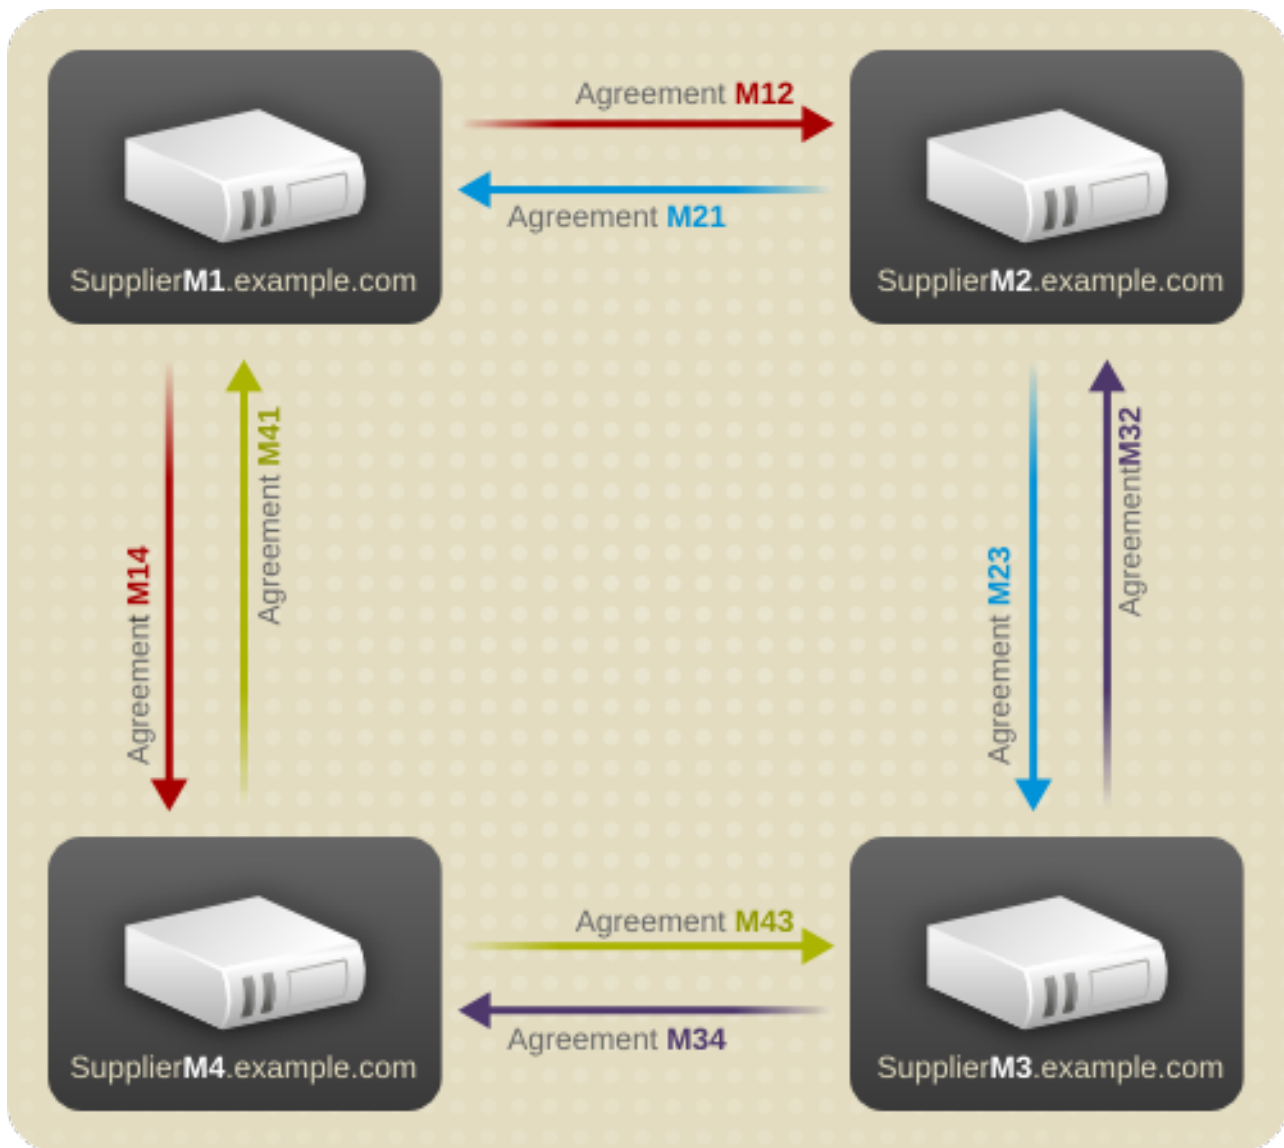 Agreement M12
Agreement M21
SupplierM1.example.com
SupplierM2.example.com
Agreement M14
Agreement M41
Agreement M23
AgreementM32
Agreement M43
Agreement M34
SupplierM4.example.com
SupplierM3.example.com